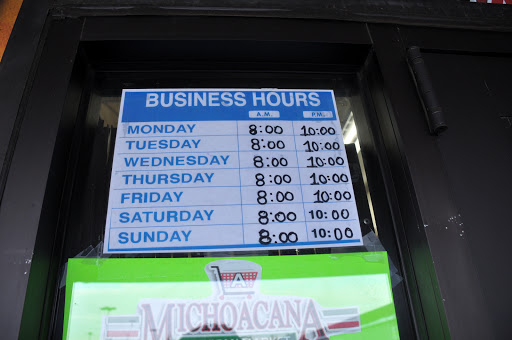 BUSINESS HOURS
A.M. P.M.
MONDAY 8:00 10:00
TUESDAY 8:00 10:00
WEDNESDAY 8:00 10:00
THURSDAY 8:00 10:00
FRIDAY 8:00 10:00
SATURDAY 8:00 10:00
SUNDAY 8:00 10:00
MICHOACANA